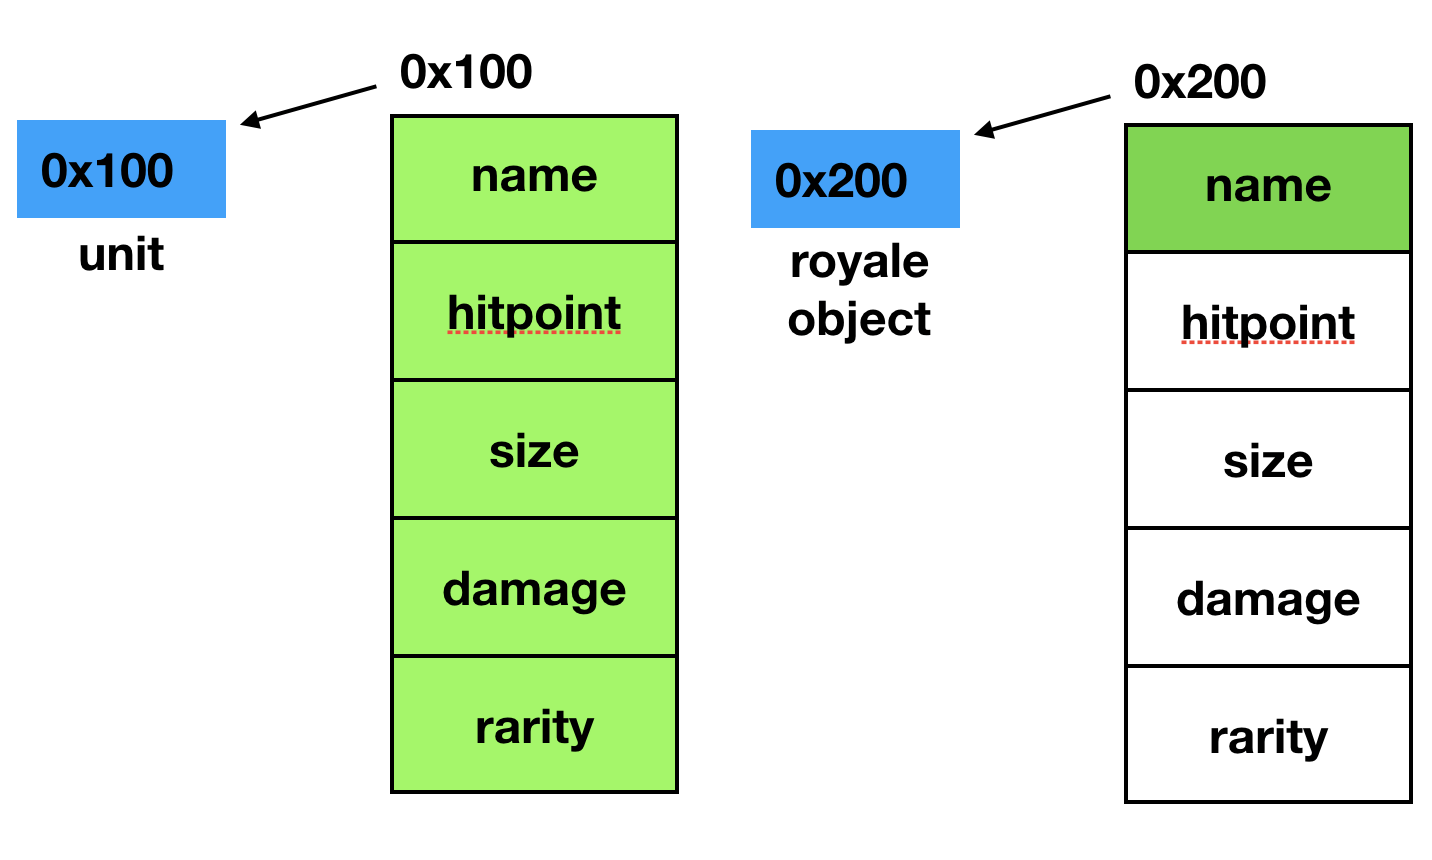 0x100
0x100
unit
name
hitpoint
size
damage
rarity
0x200
0x200
royale
object
name
hitpoint
size
damage
rarity